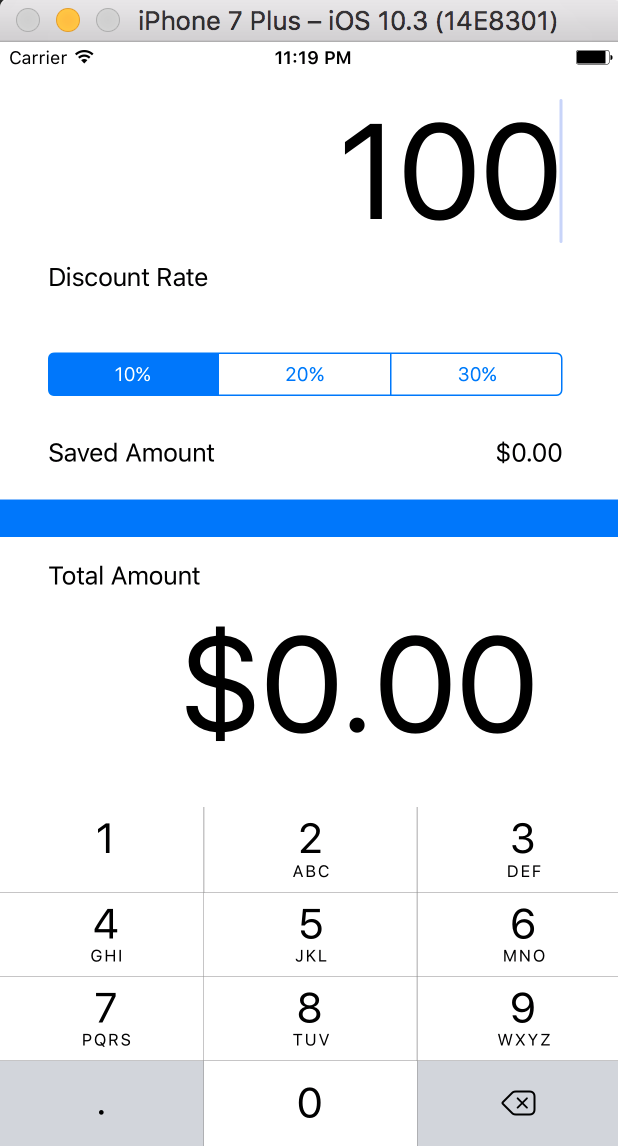 iPhone 7 Plus – iOS 10.3 (14E8301)
Carrier 11:19 PM
100
Discount Rate
10% 20% 30%
Saved Amount $0.00
Total Amount
$0.00
1 2 3
ABC DEF
4 5 6
GHI JKL MNO
7 8 9
PQRS TUV WXYZ
. 0